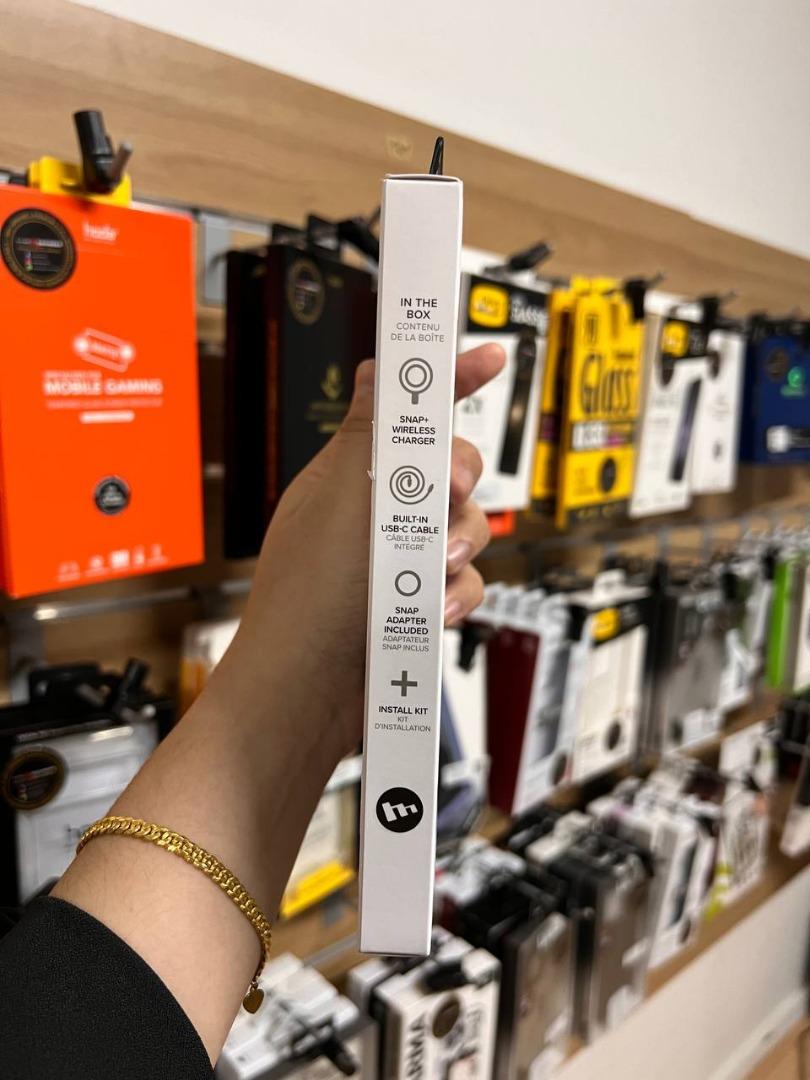 IN THE
BOX
CONTENU
DE LA BOÎTE
SNAP+
WIRELESS
CHARGER
BUILT-IN
USB-C CABLE
CÂBLE USB-C
INTÉGRÉ
SNAP
ADAPTER
INCLUDED
ADAPTATEUR
SNAP INCLUS
INSTALL KIT
KIT
D'INSTALLATION
MOBILE GAMING
Glass